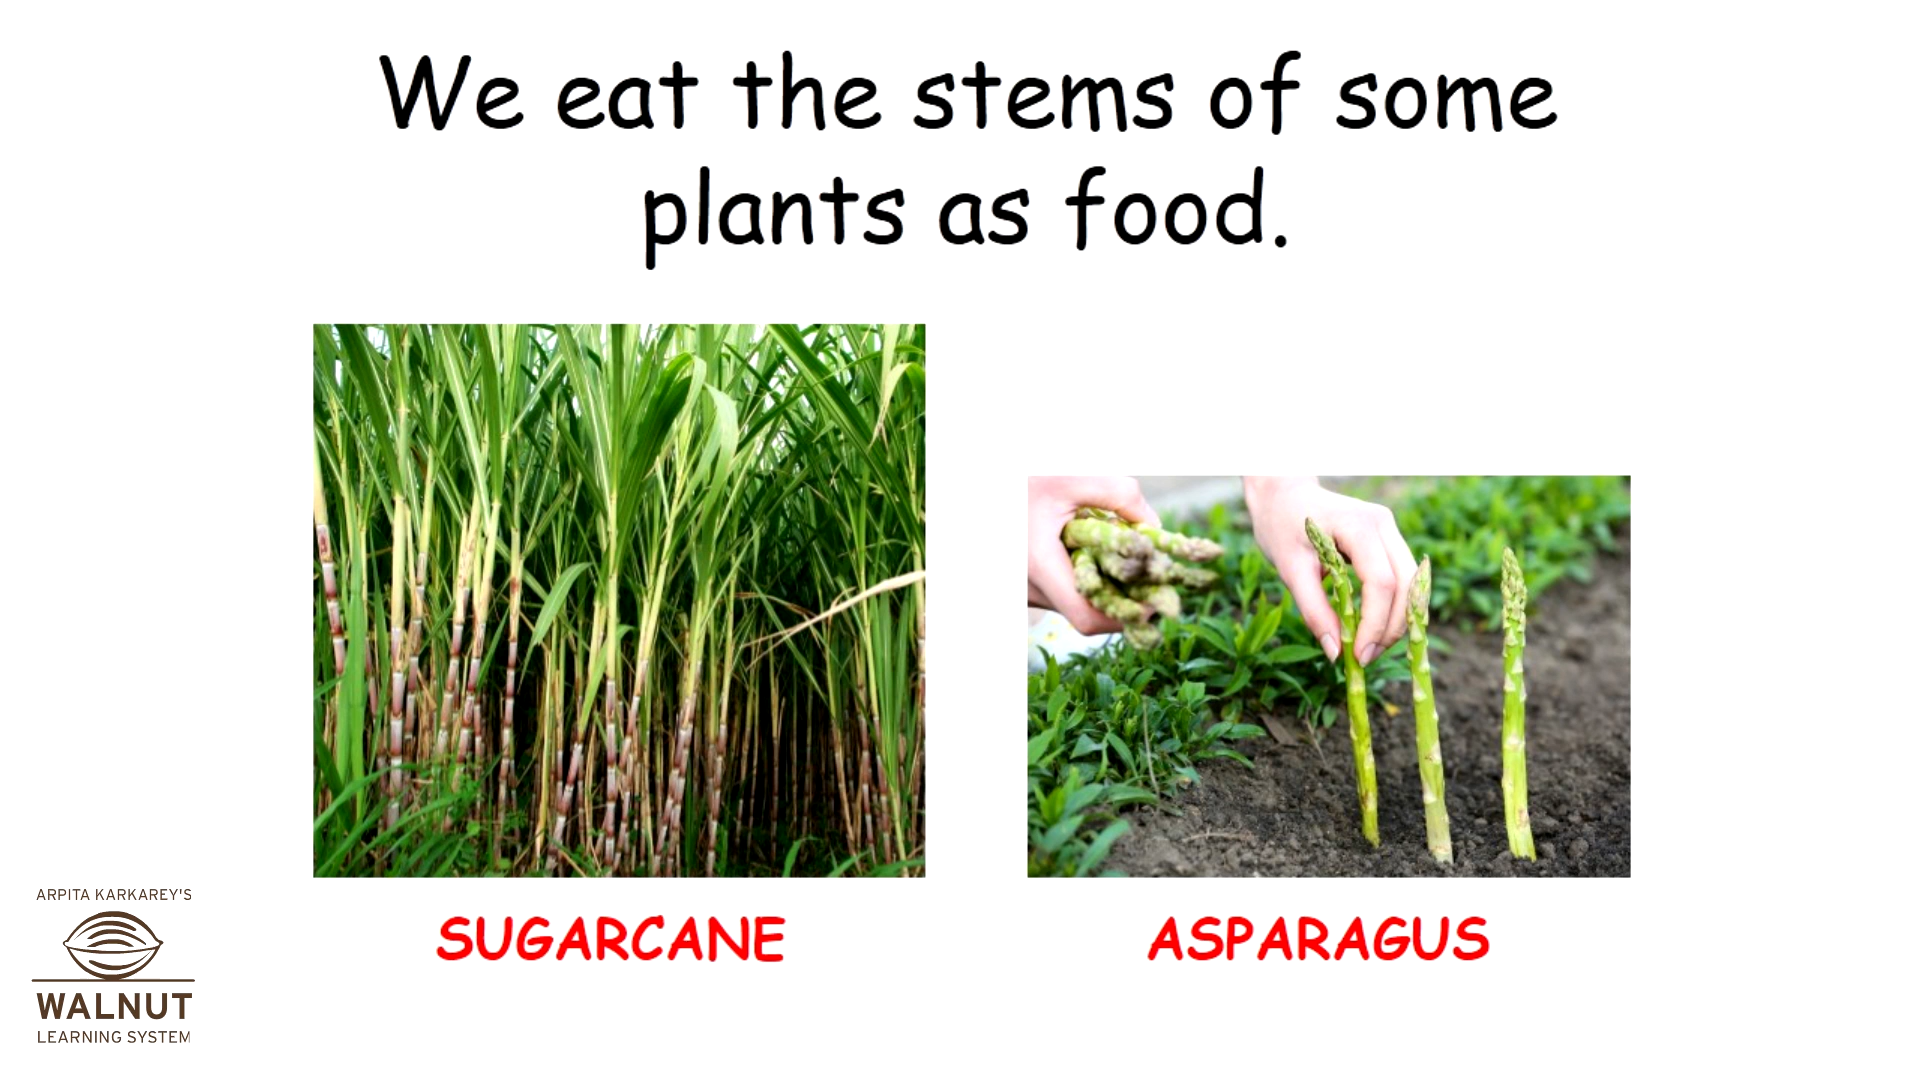 We eat the stems of some
plants as food.
SUGARCANE
ASPARAGUS
ARPITA KARKAREY'S
WALNUT
LEARNING SYSTEM